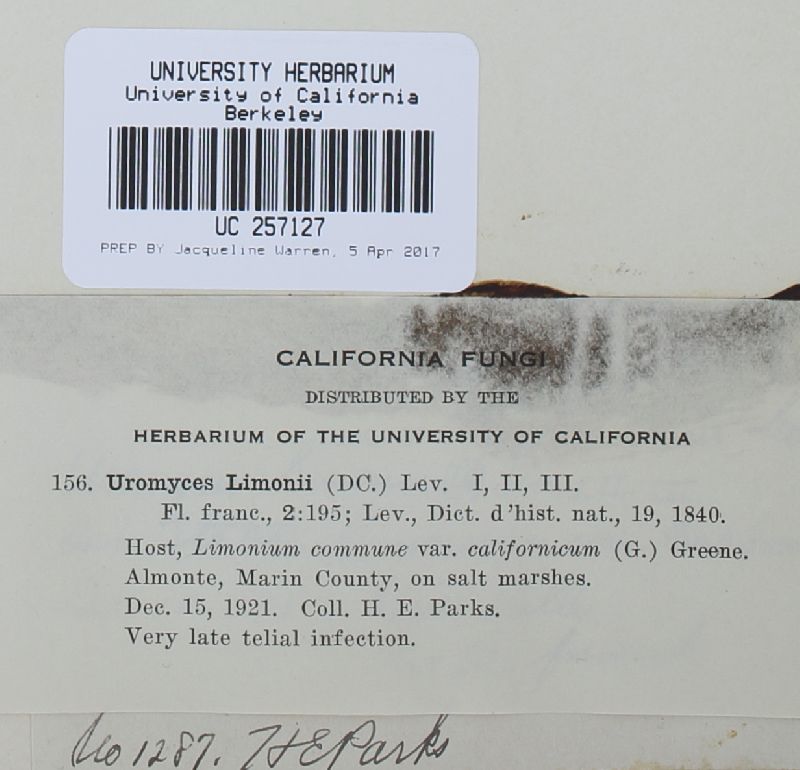 UNIVERSITY HERBARIUM
University of California
Berkeley
UC 257127
PREP BY Jacqueline Warren, 5 Apr 2017
CALIFORNIA FUNGI
DISTRIBUTED BY THE
HERBARIUM OF THE UNIVERSITY OF CALIFORNIA
156. Uromyces Limonii (DC.) Lev. I, II, III.
Fl. franc., 2:195; Lev., Dict. d'hist. nat., 19, 1840.
Host, Limonium commune var. californicum (G.) Greene.
Almonte, Marin County, on salt marshes.
Dec. 15, 1921. Coll. H. E. Parks.
Very late telial infection.
No 1287. H E Parks